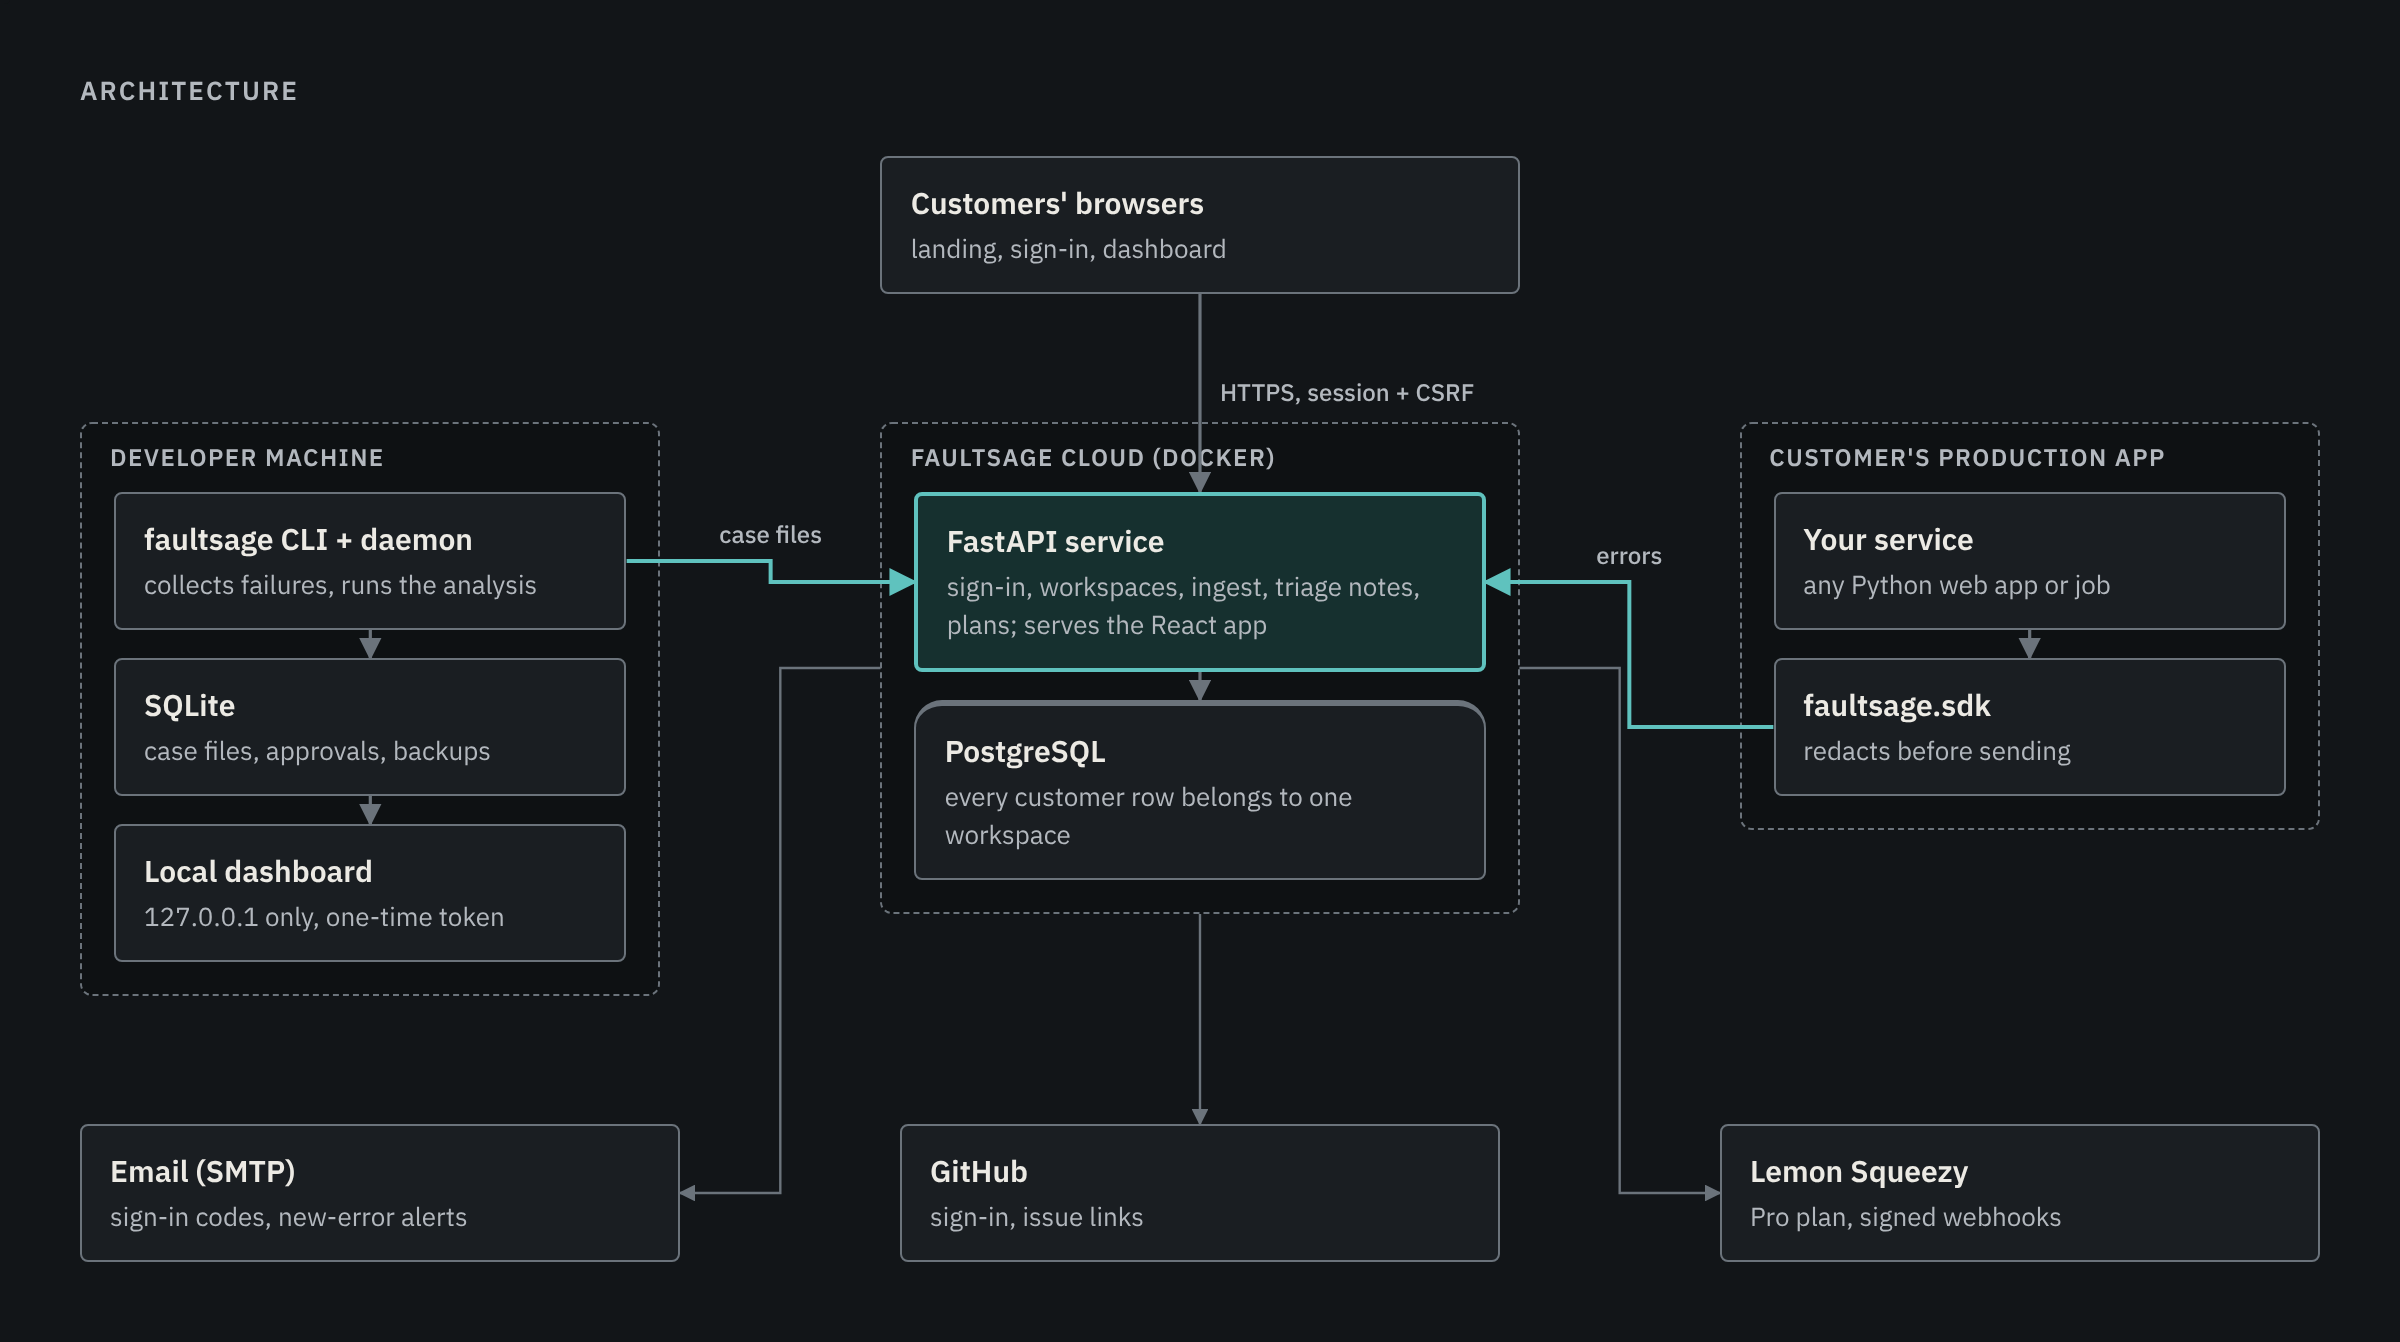 ARCHITECTURE
Customers' browsers
landing, sign-in, dashboard
HTTPS, session + CSRF
DEVELOPER MACHINE
faultsage CLI + daemon
collects failures, runs the analysis
SQLite
case files, approvals, backups
Local dashboard
127.0.0.1 only, one-time token
case files
FAULTSAGE CLOUD (DOCKER)
FastAPI service
sign-in, workspaces, ingest, triage notes,
plans; serves the React app
PostgreSQL
every customer row belongs to one
workspace
errors
CUSTOMER'S PRODUCTION APP
Your service
any Python web app or job
faultsage.sdk
redacts before sending
Email (SMTP)
sign-in codes, new-error alerts
GitHub
sign-in, issue links
Lemon Squeezy
Pro plan, signed webhooks